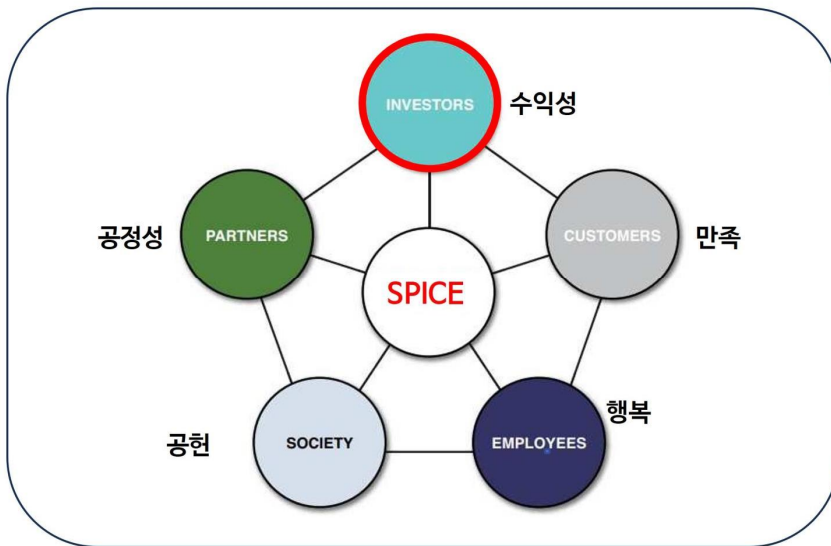 INVESTORS 수익성
공정성 PARTNERS
CUSTOMERS 만족
SPICE
공헌 SOCIETY
EMPLOYEES 행복